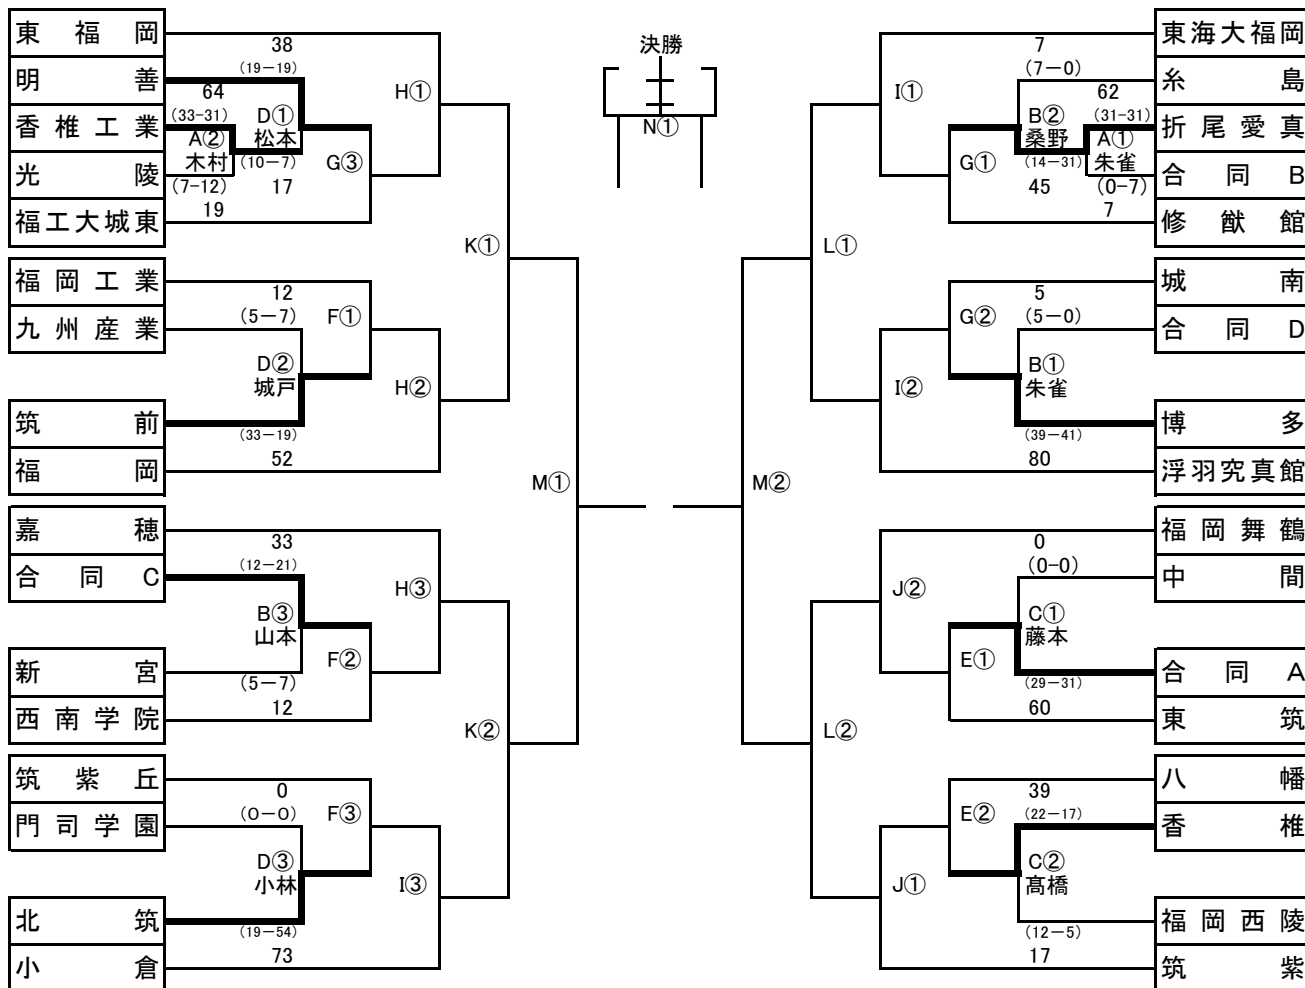 東福岡
明善
香椎工業
光陵
福工大城東
福岡工業
九州産業
筑前
福岡
嘉穂
合同C
新宮
西南学院
筑紫丘
門司学園
北筑
小倉
38
(19−19)
64
(33-31)
A②
木村
(7-12)
19
D①
松本
(10−7)
17
G③
H①
K①
12
(5−7)
F①
D②
城戸
(33−19)
52
H②
M①
33
(12−21)
B③
山本
(5−7)
12
F②
H③
K②
0
(0−0)
F③
D③
小林
(19−54)
73
I③
決勝
N①
7
(7−0)
I①
B②
桑野
(14−31)
45
62
(31-31)
A①
朱雀
(0-7)
7
G①
L①
5
(5−0)
G②
B①
朱雀
(39−41)
80
I②
M②
0
(0-0)
J②
C①
藤本
E①
(29−31)
60
L②
39
(22−17)
E②
C②
髙橋
J①
(12−5)
17
東海大福岡
糸島
折尾愛真
合同B
修猷館
城南
合同D
博多
浮羽究真館
福岡舞鶴
中間
合同A
東筑
八幡
香椎
福岡西陵
筑紫